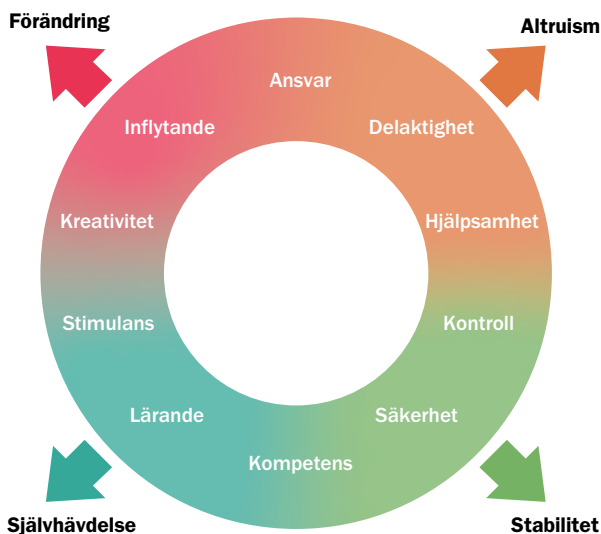 Förändring
Altruism
Ansvar
Inflytande
Delaktighet
Kreativitet
Hjälpsamhet
Stimulans
Kontroll
Lärande
Säkerhet
Kompetens
Självhävdelse
Stabilitet